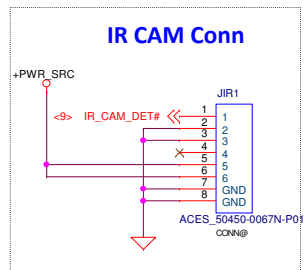 IR CAM Conn
+PWR_SRC
JIR1
<9> IR_CAM_DET#
1 1
2 2
3 3
4 4
5 5
6 6
7 GND
8 GND
ACES_50450-0067N-P01
CONN@